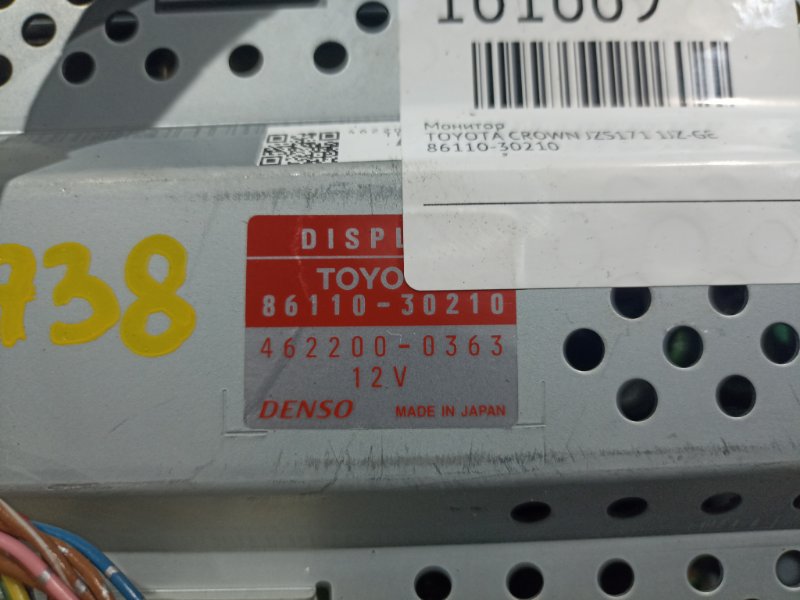 161669
Монитор
TOYOTA CROWN JZS171 1JZ-GE
86110-30210
DISPL
TOYO
86110-30210
462200-0363
12V
DENSO MADE IN JAPAN
738